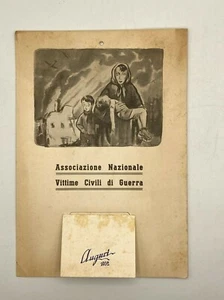 Associazione Nazionale
Vittime Civili di Guerra
Auguri